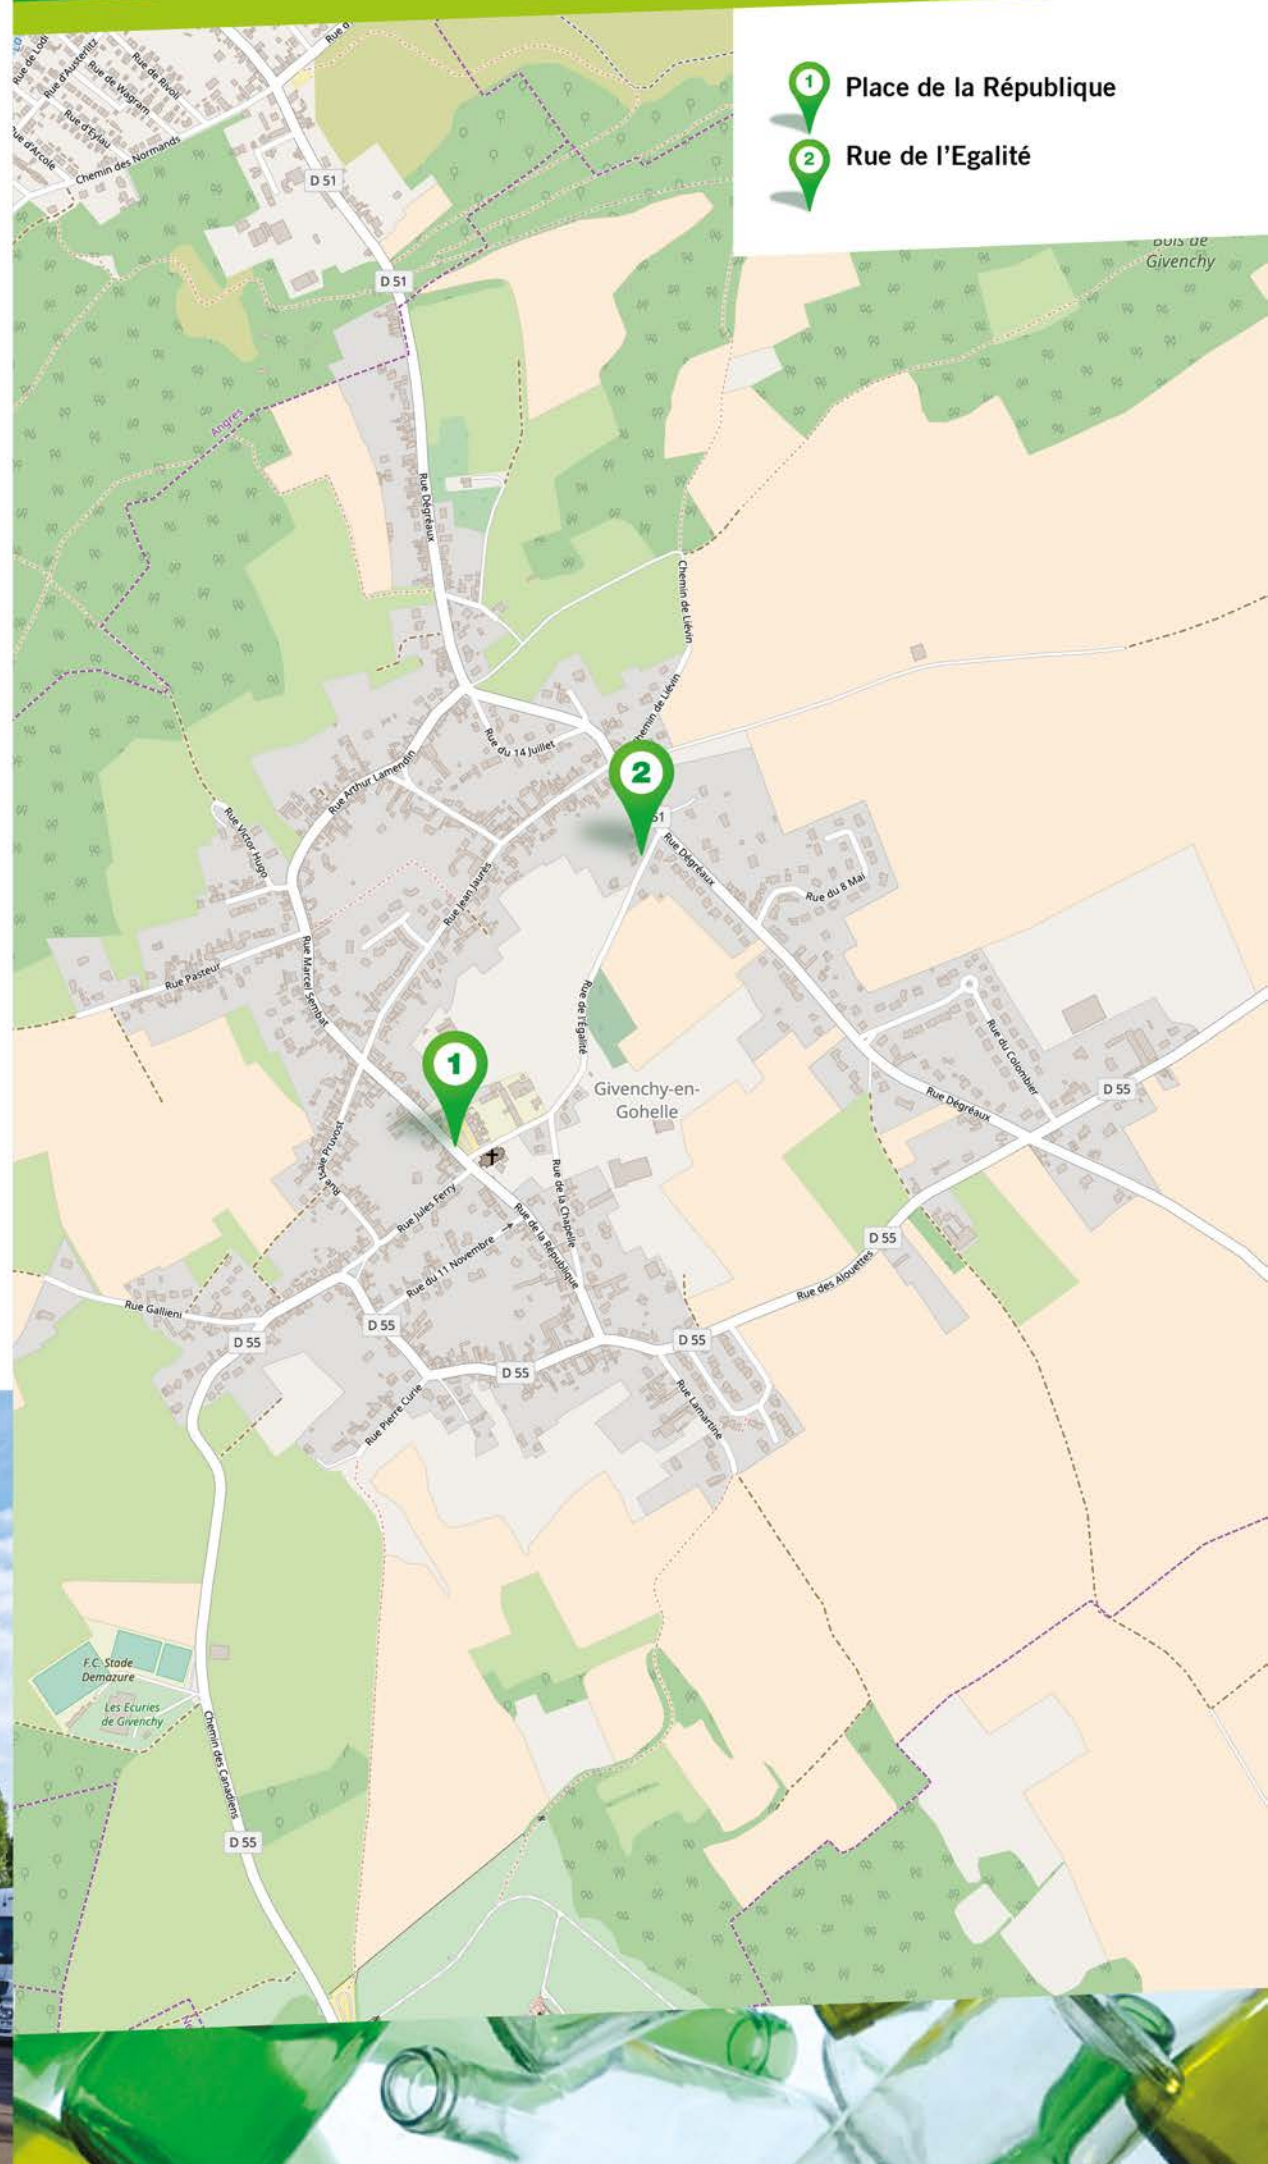 1 Place de la République
2 Rue de l'Egalité
Rue de Lodi
Rue d'Austerlitz
Rue de Wagram
Rue de Rivoli
Rue d'Eylau
Rue d'Arcole
Chemin des Normands
D 51
D 51
Bois de
Givenchy
Angres
Rue Dégréaux
Chemin de Liévin
Chemin de Liévin
Rue du 14 Juillet
2
51
Rue Arthur Lamendin
Rue Victor Hugo
Rue Dégréaux
Rue du 8 Mai
Rue Jean Jaurès
Rue Pasteur
Rue Marcel Sembat
Rue de l'Égalité
1
Givenchy-en-
Gohelle
Rue du Colombier
D 55
Rue Dégréaux
Rue Isaïe Pruvost
Rue Jules Ferry
Rue de la Chapelle
Rue de la République
Rue du 11 Novembre
D 55
Rue des Alouettes
Rue Gallieni
D 55
D 55
D 55
D 55
Rue Pierre Curie
Rue Lamartine
F.C. Stade
Demazure
Les Ecuries
de Givenchy
Chemin des Canadiens
D 55